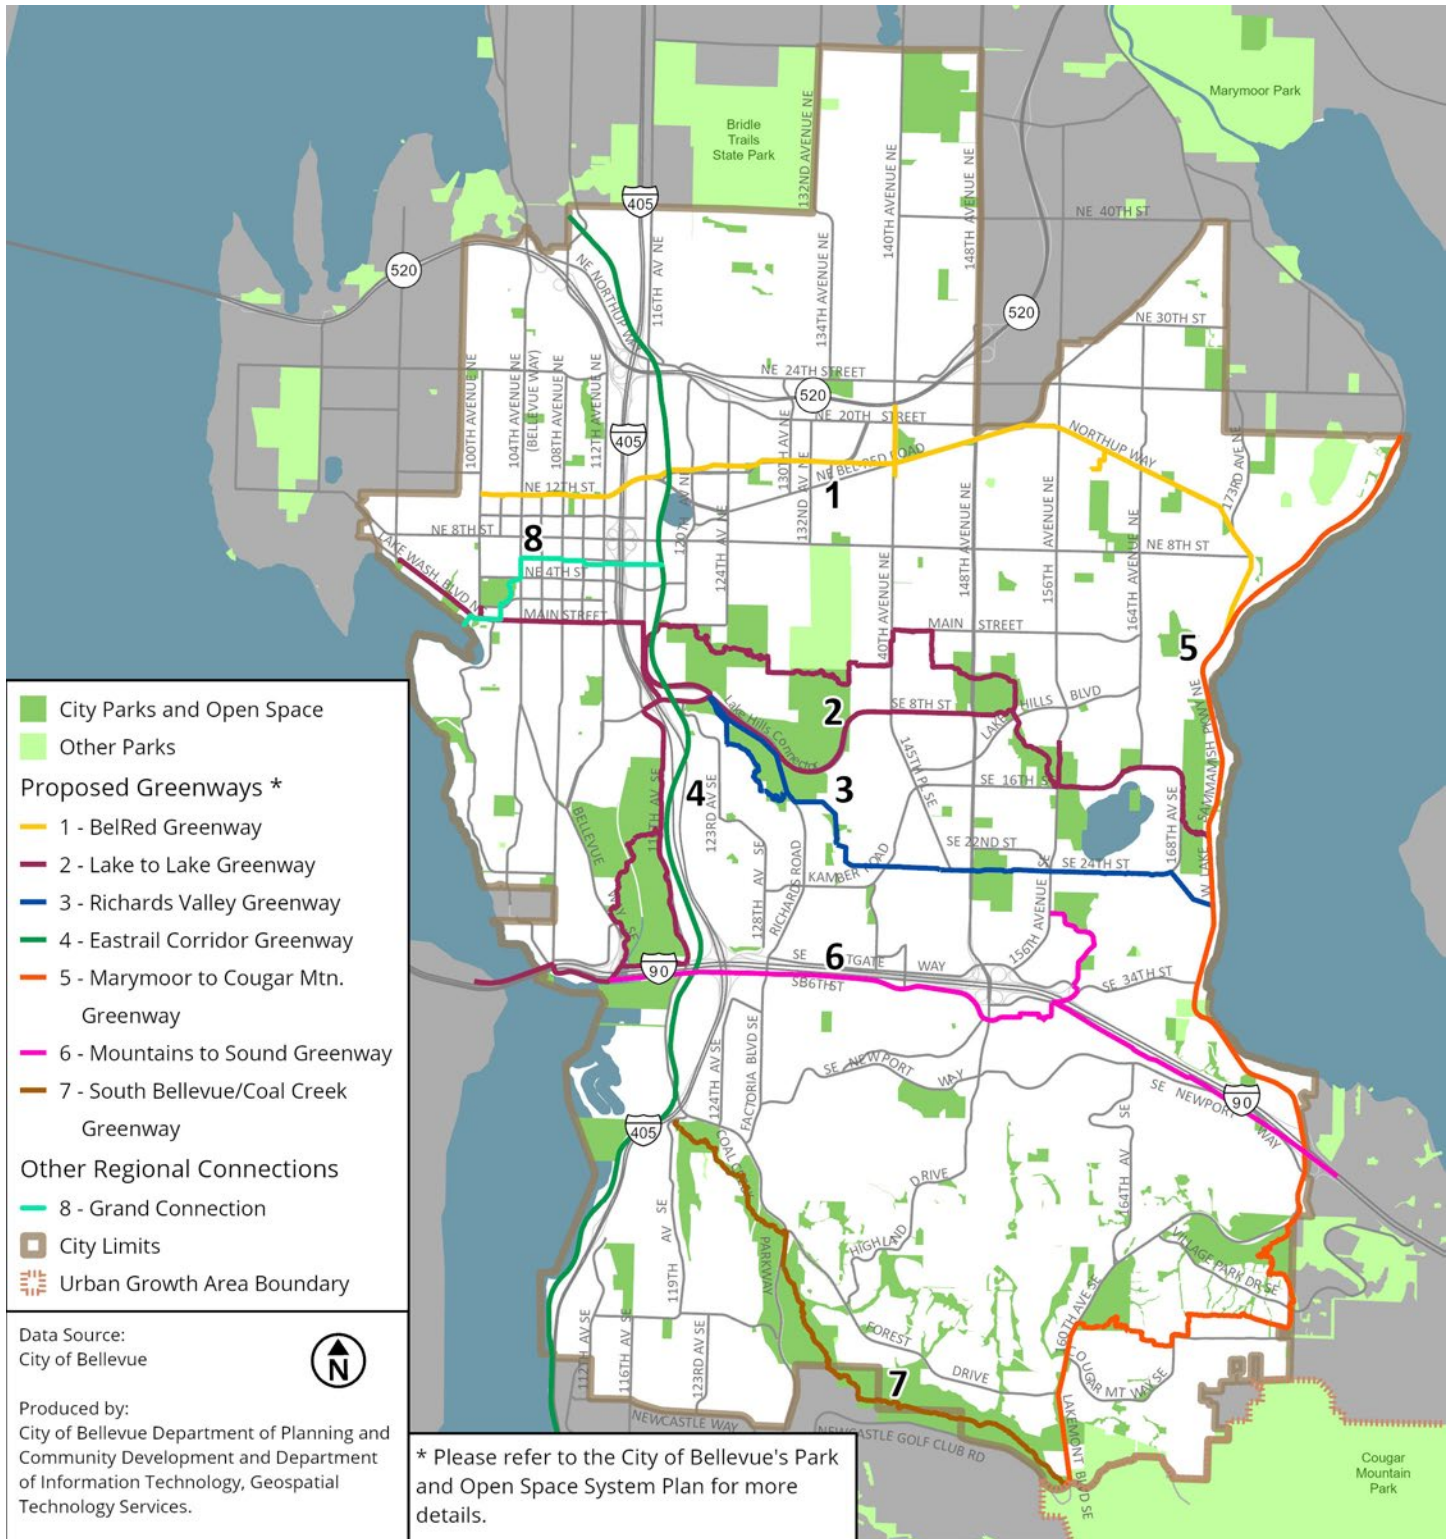 Marymoor Park
Bridle
Trails
State Park
132ND AVENUE NE
140TH AVENUE NE
148TH AVENUE NE
NE 40TH ST
405
520
NE NORTHUP WAY
116TH AV NE
134TH AVENUE NE
520
NE 30TH ST
NE 24TH STREET
520
NE 20TH STREET
100TH AVENUE NE
104TH AVENUE NE
(BELLEVUE WAY)
108TH AVENUE NE
112TH AVENUE NE
405
130TH AV NE
132ND AV NE
NE BEL-RED ROAD
NORTHUP WAY
173RD AVE NE
NE 12TH ST
1
120TH AV NE
124TH AV NE
NE 8TH ST
8
NE 4TH ST
LAKE WASH. BLVD NE
MAIN STREET
40TH AVENUE NE
148TH AVENUE NE
156TH AVENUE NE
164TH AVENUE NE
NE 8TH ST
MAIN STREET
5
Lake Hills Connector
2
SE 8TH ST
LAKE HILLS BLVD
W. LAKE SAMMAMISH PKWY NE
145TH PL SE
4
3
SE 16TH ST
123RD AV SE
BELLEVUE WAY SE
128TH AV SE
RICHARDS ROAD
KAMBER ROAD
SE 22ND ST
SE 24TH ST
168TH AV SE
156TH AVENUE SE
90
6
SE EASTGATE WAY
SE 34TH ST
124TH AV SE
FACTORIA BLVD SE
SE NEWPORT WAY
SE NEWPORT WAY
90
405
COAL CREEK PARKWAY
119TH AV SE
HIGHLAND DRIVE
164TH AV SE
VILLAGE PARK DR SE
160TH AVE SE
FOREST DRIVE
COUGAR MT WAY SE
112TH AV SE
116TH AV SE
123RD AV SE
7
LAKEMONT BLVD SE
NEWCASTLE WAY
NEWCASTLE GOLF CLUB RD
Cougar
Mountain
Park
City Parks and Open Space
Other Parks
Proposed Greenways *
1 - BelRed Greenway
2 - Lake to Lake Greenway
3 - Richards Valley Greenway
4 - Eastrail Corridor Greenway
5 - Marymoor to Cougar Mtn.
Greenway
6 - Mountains to Sound Greenway
7 - South Bellevue/Coal Creek
Greenway
Other Regional Connections
8 - Grand Connection
City Limits
Urban Growth Area Boundary
Data Source:
City of Bellevue
N
Produced by:
City of Bellevue Department of Planning and
Community Development and Department
of Information Technology, Geospatial
Technology Services.
* Please refer to the City of Bellevue's Park
and Open Space System Plan for more
details.